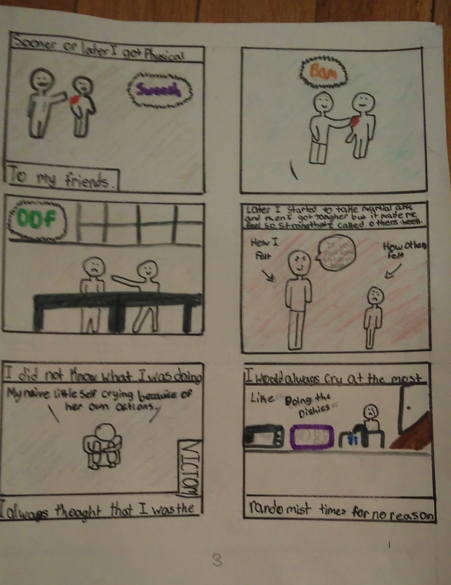 Sooner or later I got Physical
Sweesh
To my friends.
Bam
OOF
Later I started to take martial arts
and then I got tougher but it made me
feel so strong that I called others weak.
How I
felt
How others
felt
I did not know what I was doing
My naive little self crying because of
her own actions.
VICTOM
I always thought that I was the
I would always cry at the most
Like Doing the
Dishies
randomist times for no reason
3